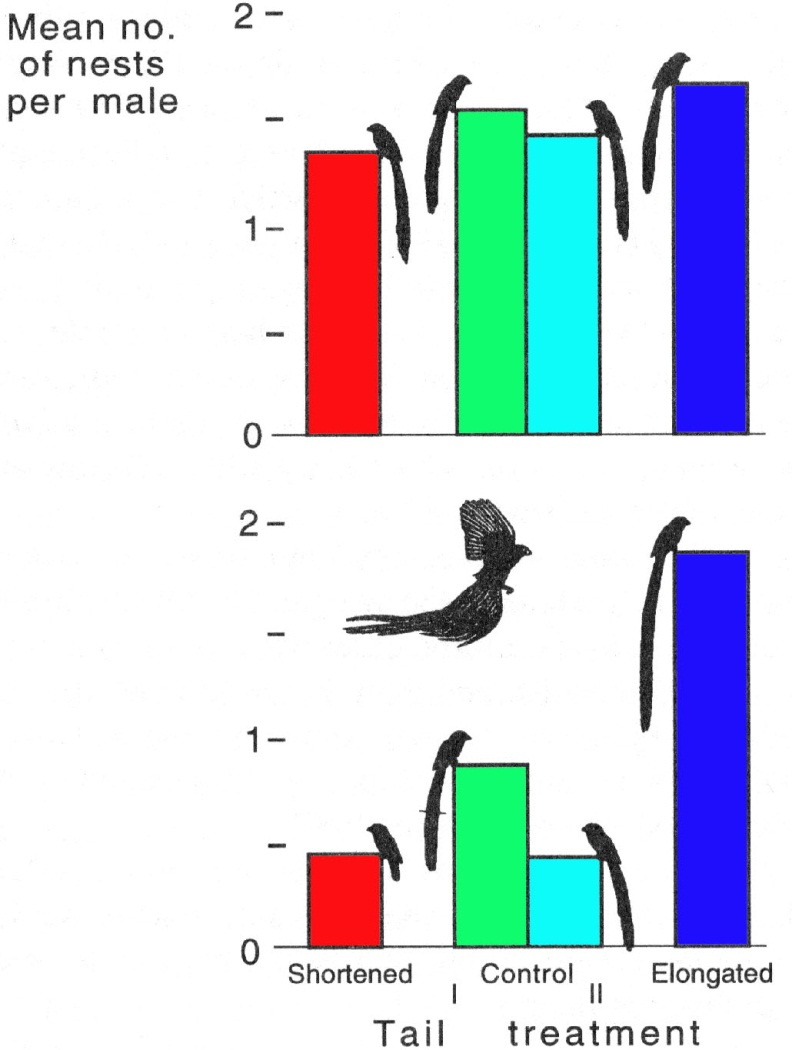 Mean no.
of nests
per male
2
1
0
2
1
0
Shortened Control Elongated
I II
Tail treatment